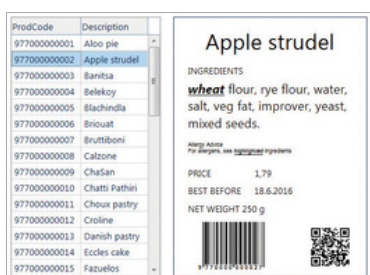 ProdCode Description
977000000001 Aloo pie
977000000002 Apple strudel
977000000003 Banitsa
977000000004 Belekoy
977000000005 Blachindla
977000000006 Briouat
977000000007 Bruttiboni
977000000008 Calzone
977000000009 ChaSan
977000000010 Chatti Pathiri
977000000011 Choux pastry
977000000012 Croline
977000000013 Danish pastry
977000000014 Eccles cake
977000000015 Fazuelos
Apple strudel
INGREDIENTS
wheat flour, rye flour, water,
salt, veg fat, improver, yeast,
mixed seeds.
Allergy Advice
For allergens, see highlighted ingredients
PRICE 1,79
BEST BEFORE 18.6.2016
NET WEIGHT 250 g